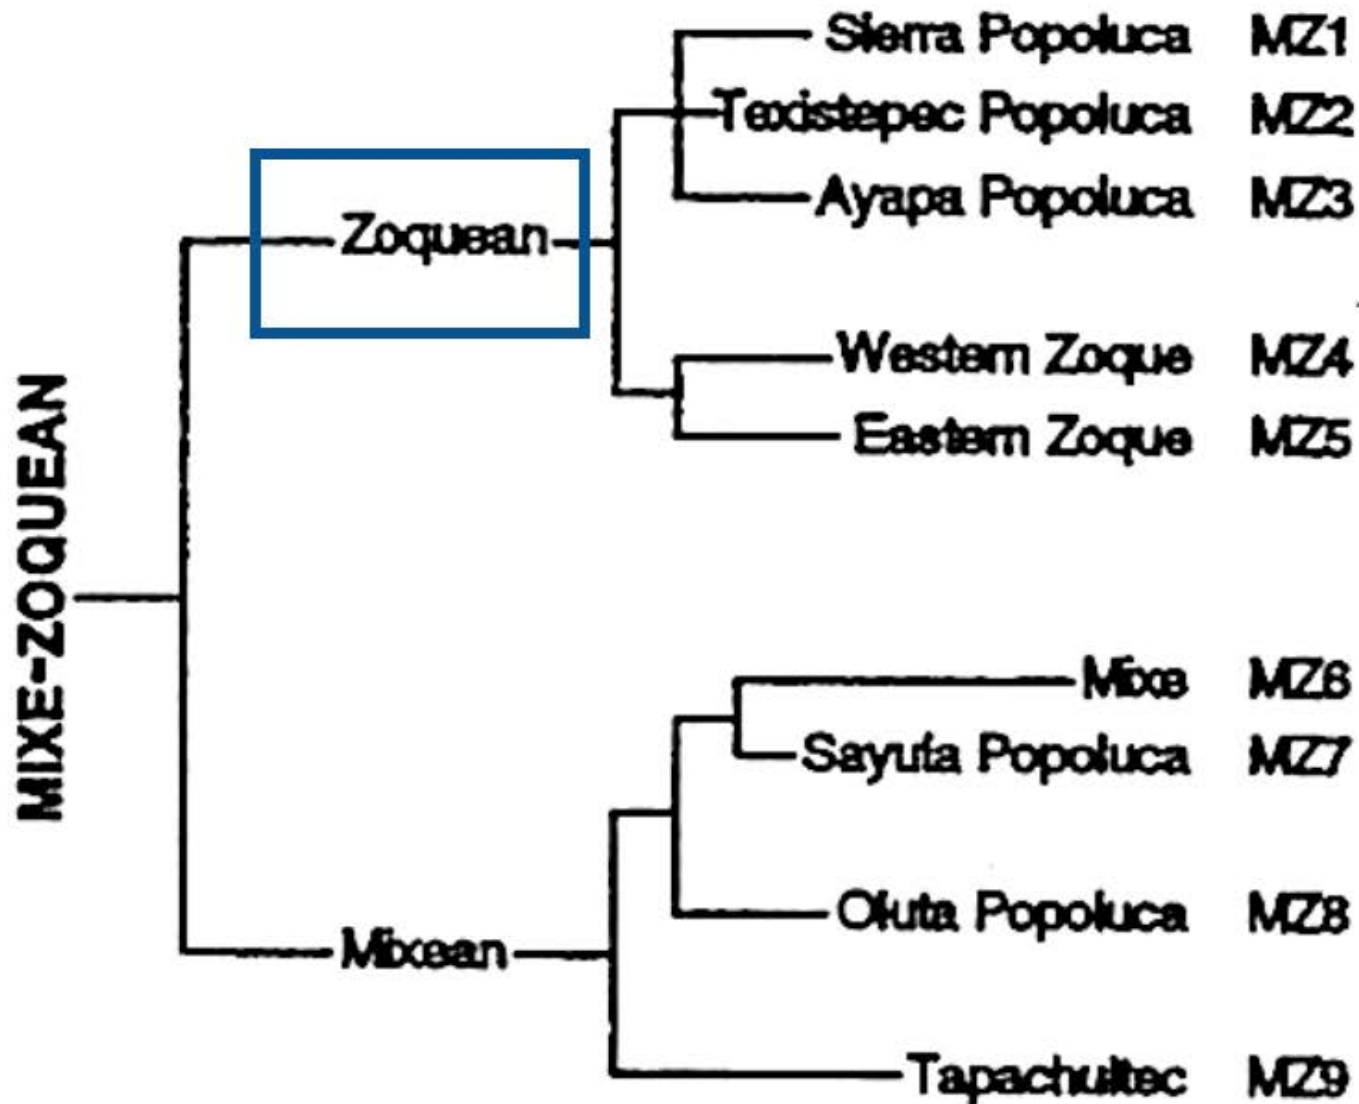 MIXE-ZOQUEAN
Zoquean
Sierra Popoluca MZ1
Texistepec Popoluca MZ2
Ayapa Popoluca MZ3
Western Zoque MZ4
Eastern Zoque MZ5
Mixean
Mixe MZ6
Sayula Popoluca MZ7
Oluta Popoluca MZ8
Tapachultec MZ9